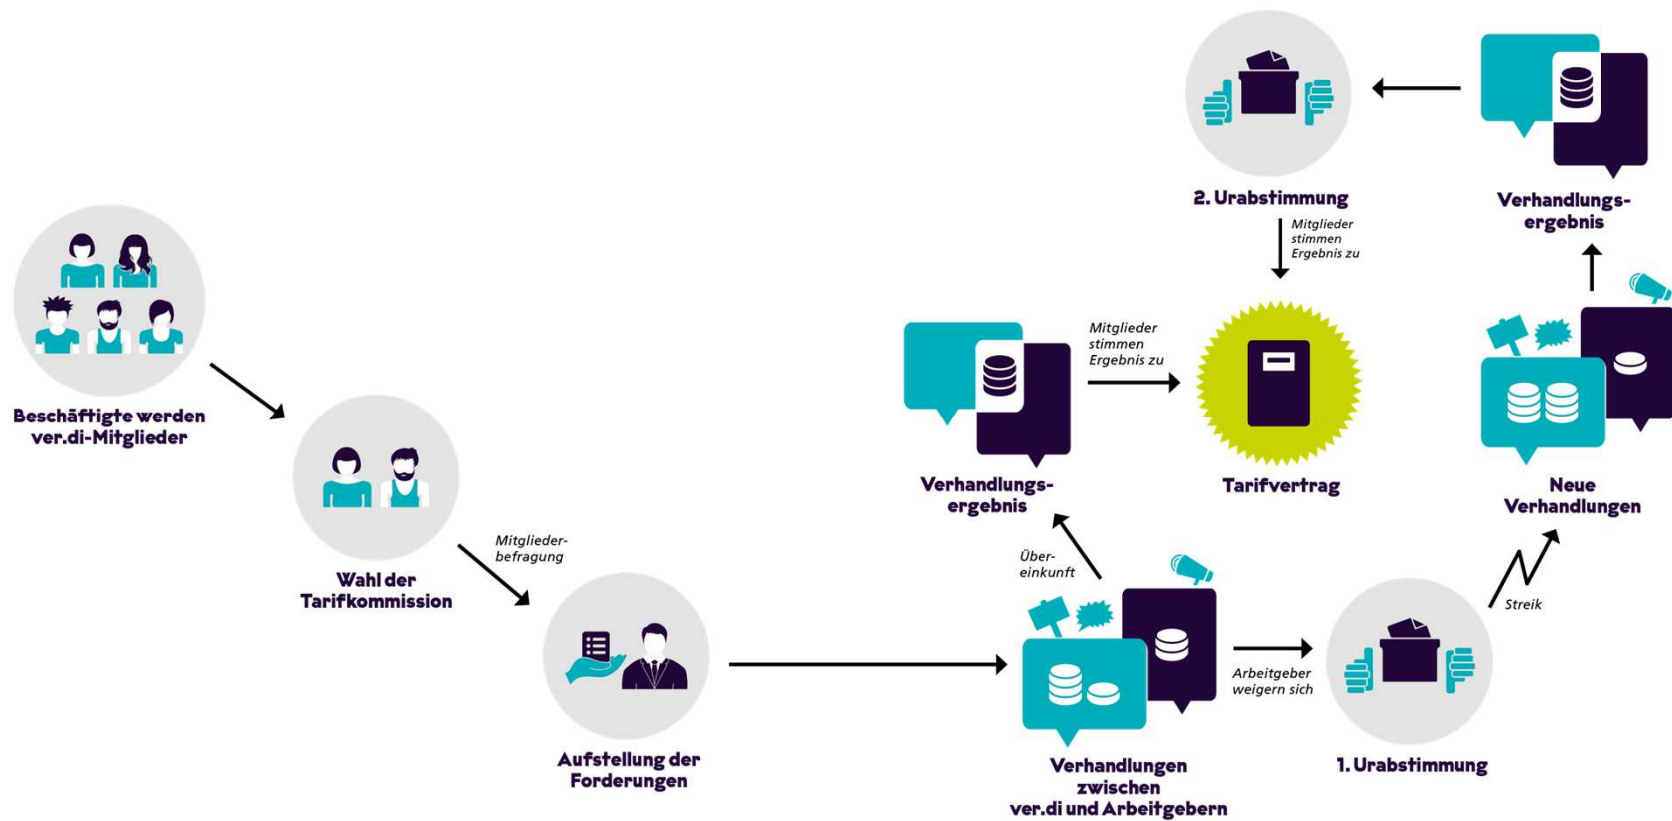 Beschäftigte werden
ver.di-Mitglieder
Wahl der
Tarifkommission
Mitglieder-
befragung
Aufstellung der
Forderungen
Verhandlungen
zwischen
ver.di und Arbeitgebern
Über-
einkunft
Verhandlungs-
ergebnis
Mitglieder
stimmen
Ergebnis zu
Tarifvertrag
Arbeitgeber
weigern sich
1. Urabstimmung
Streik
Neue
Verhandlungen
Verhandlungs-
ergebnis
2. Urabstimmung
Mitglieder
stimmen
Ergebnis zu